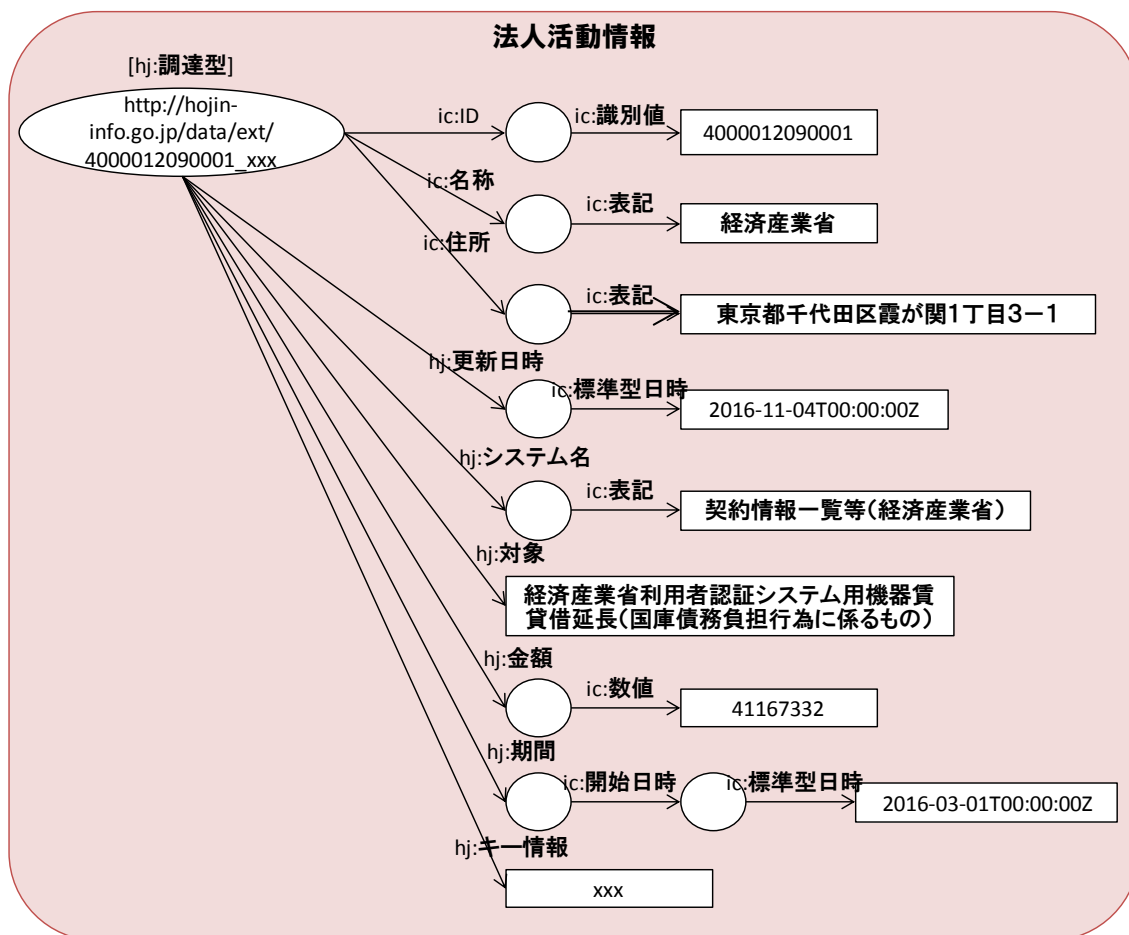 法人活動情報
[hj:調達型]
http://hojin-
info.go.jp/data/ext/
4000012090001_xxx
ic:ID
ic:識別値
4000012090001
ic:名称
ic:表記
経済産業省
ic:住所
ic:表記
東京都千代田区霞が関1丁目3－1
hj:更新日時
ic:標準型日時
2016-11-04T00:00:00Z
hj:システム名
ic:表記
契約情報一覧等（経済産業省）
hj:対象
経済産業省利用者認証システム用機器賃
貸借延長（国庫債務負担行為に係るもの）
hj:金額
ic:数値
41167332
hj:期間
ic:開始日時
ic:標準型日時
2016-03-01T00:00:00Z
hj:キー情報
xxx